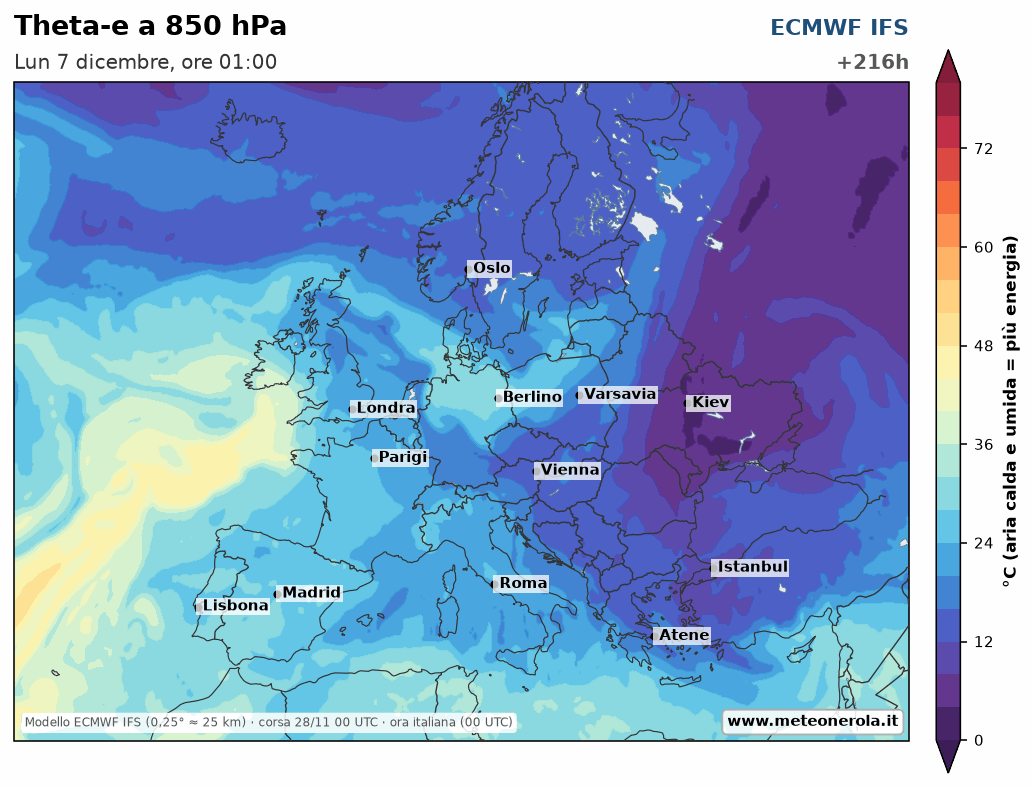 Theta-e a 850 hPa
ECMWF IFS
Lun 7 dicembre, ore 01:00
+216h
72
60
48
36
24
12
0
°C (aria calda e umida = più energia)
Oslo
Berlino
Varsavia
Kiev
Londra
Parigi
Vienna
Istanbul
Roma
Madrid
Lisbona
Atene
Modello ECMWF IFS (0,25° ≈ 25 km) · corsa 28/11 00 UTC · ora italiana (00 UTC)
www.meteonerola.it